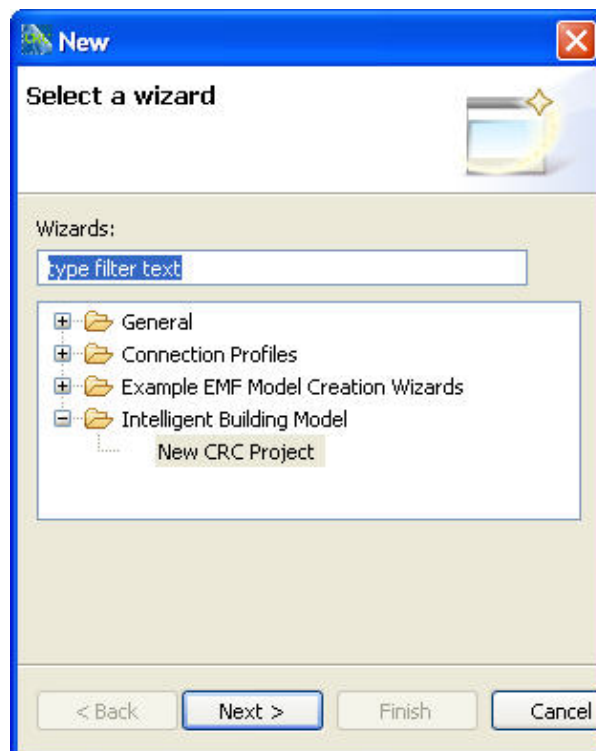 New
Select a wizard
Wizards:
type filter text
General
Connection Profiles
Example EMF Model Creation Wizards
Intelligent Building Model
New CRC Project
< Back Next > Finish Cancel